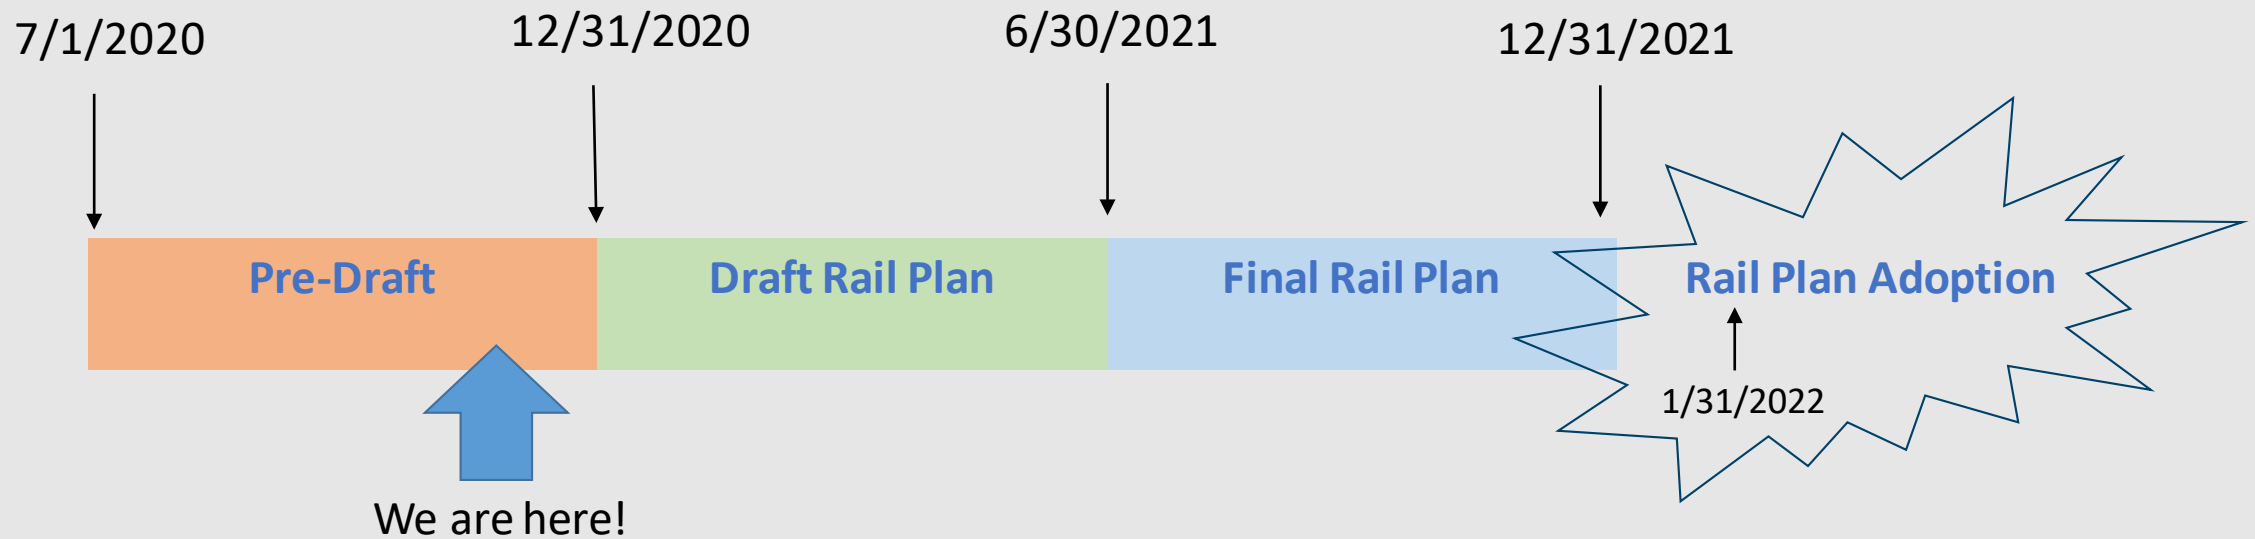 7/1/2020
12/31/2020
6/30/2021
12/31/2021
Pre-Draft
Draft Rail Plan
Final Rail Plan
Rail Plan Adoption
1/31/2022
We are here!